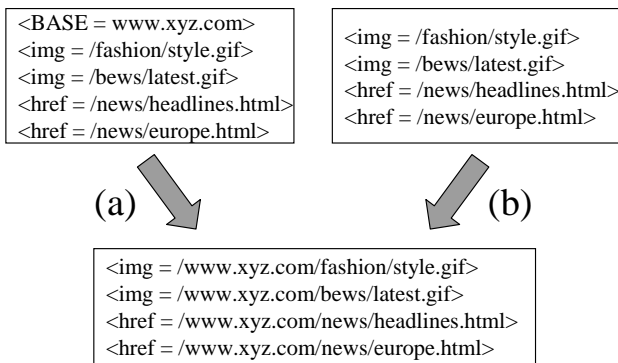 <BASE = www.xyz.com>
<img = /fashion/style.gif>
<img = /bews/latest.gif>
<href = /news/headlines.html>
<href = /news/europe.html>
<img = /fashion/style.gif>
<img = /bews/latest.gif>
<href = /news/headlines.html>
<href = /news/europe.html>
(a)
(b)
<img = /www.xyz.com/fashion/style.gif>
<img = /www.xyz.com/bews/latest.gif>
<href = /www.xyz.com/news/headlines.html>
<href = /www.xyz.com/news/europe.html>